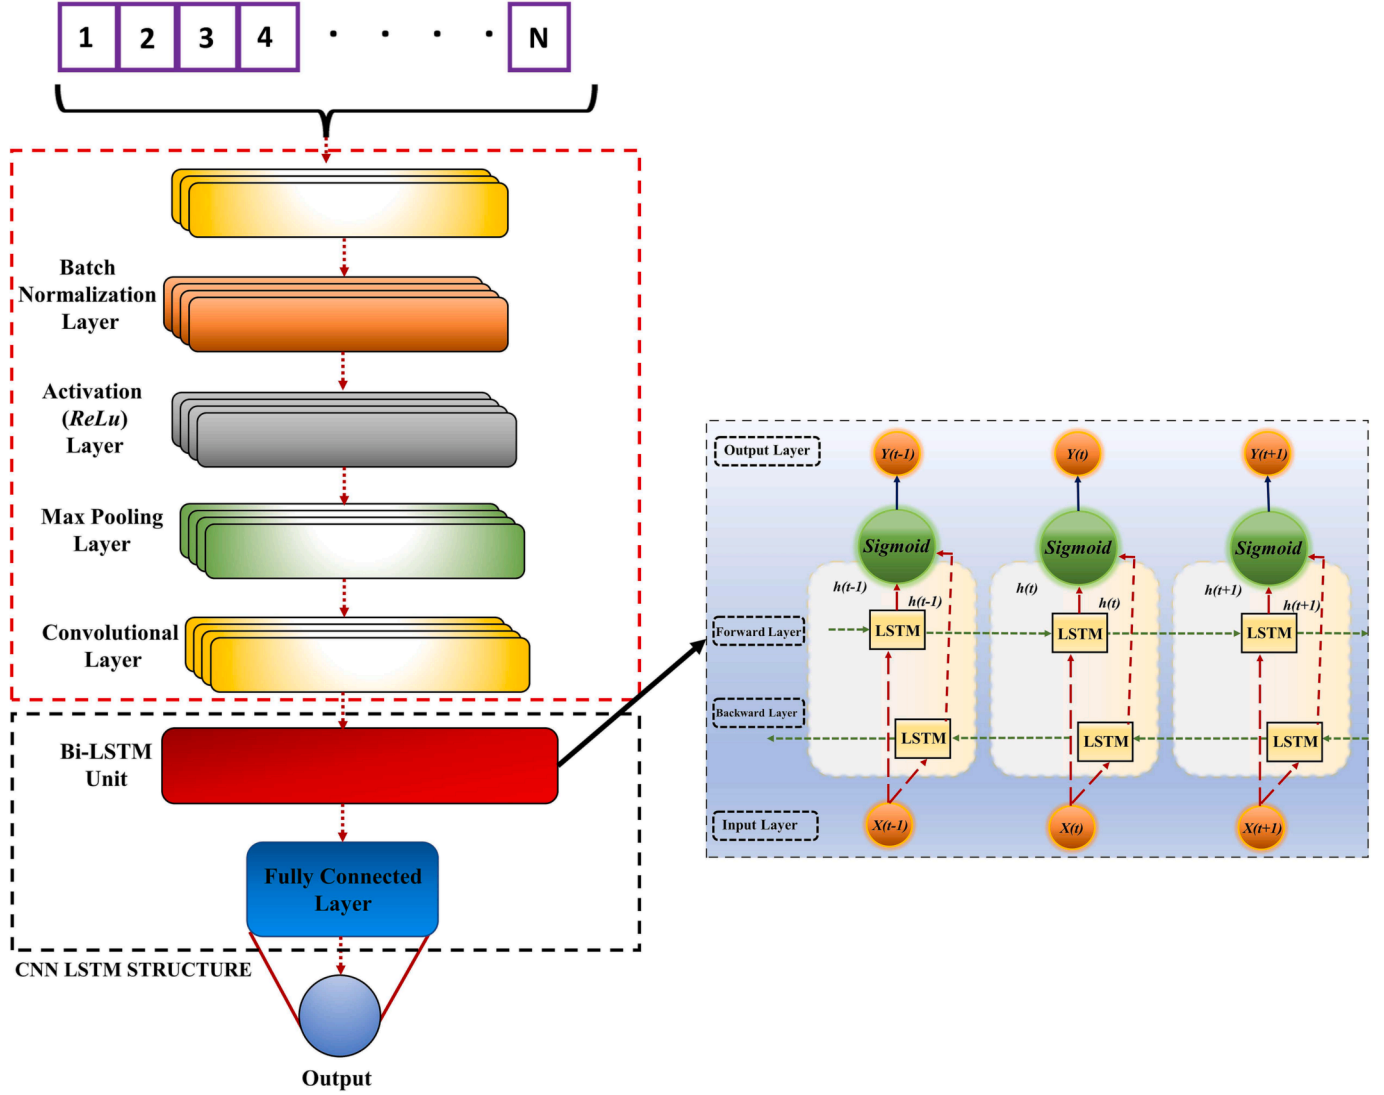 1 2 3 4 . . . . N
Batch
Normalization
Layer
Activation
(ReLu)
Layer
Max Pooling
Layer
Convolutional
Layer
Bi-LSTM
Unit
Fully Connected
Layer
CNN LSTM STRUCTURE
Output
Output Layer
Y(t-1) Y(t) Y(t+1)
Sigmoid Sigmoid Sigmoid
h(t-1) h(t-1) h(t) h(t) h(t+1) h(t+1)
Forward Layer
LSTM LSTM LSTM
Backward Layer
LSTM LSTM LSTM
Input Layer
X(t-1) X(t) X(t+1)